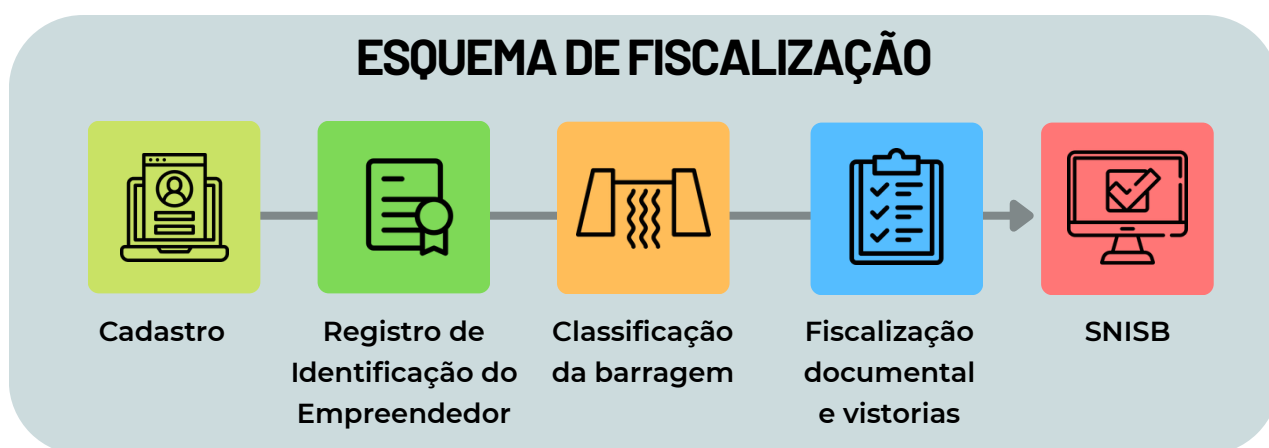 ESQUEMA DE FISCALIZAÇÃO
Cadastro
Registro de
Identificação do
Empreendedor
Classificação
da barragem
Fiscalização
documental
e vistorias
SNISB